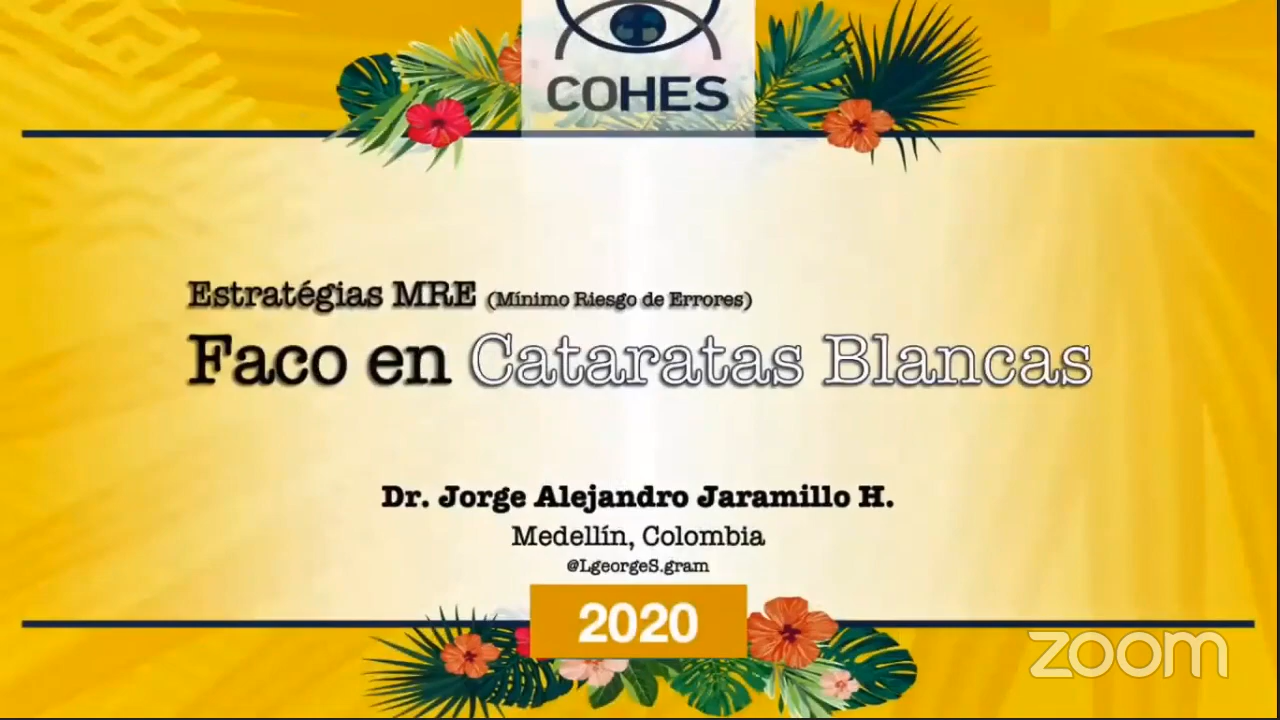 COHES
Estratégias MRE (Mínimo Riesgo de Errores)
Faco en Cataratas Blancas
Dr. Jorge Alejandro Jaramillo H.
Medellín, Colombia
@LgeorgeS.gram
2020
zoom